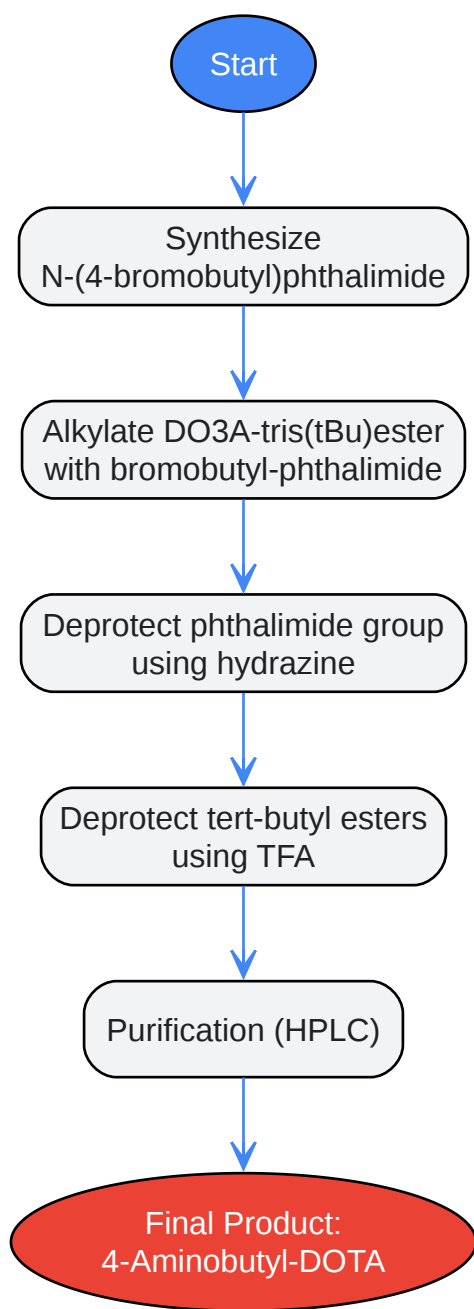 Start
Synthesize
N-(4-bromobutyl)phthalimide
Alkylate DO3A-tris(tBu)ester
with bromobutyl-phthalimide
Deprotect phthalimide group
using hydrazine
Deprotect tert-butyl esters
using TFA
Purification (HPLC)
Final Product:
4-Aminobutyl-DOTA